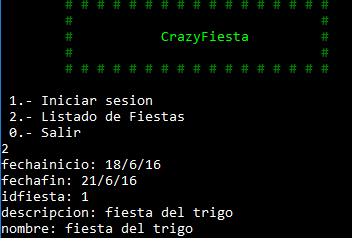 # # # # # # # # # # # # # # # # #
# #
# CrazyFiesta #
# #
# # # # # # # # # # # # # # # # #
1.- Iniciar sesion
2.- Listado de Fiestas
0.- Salir
2
fechainicio: 18/6/16
fechafin: 21/6/16
idfiesta: 1
descripcion: fiesta del trigo
nombre: fiesta del trigo